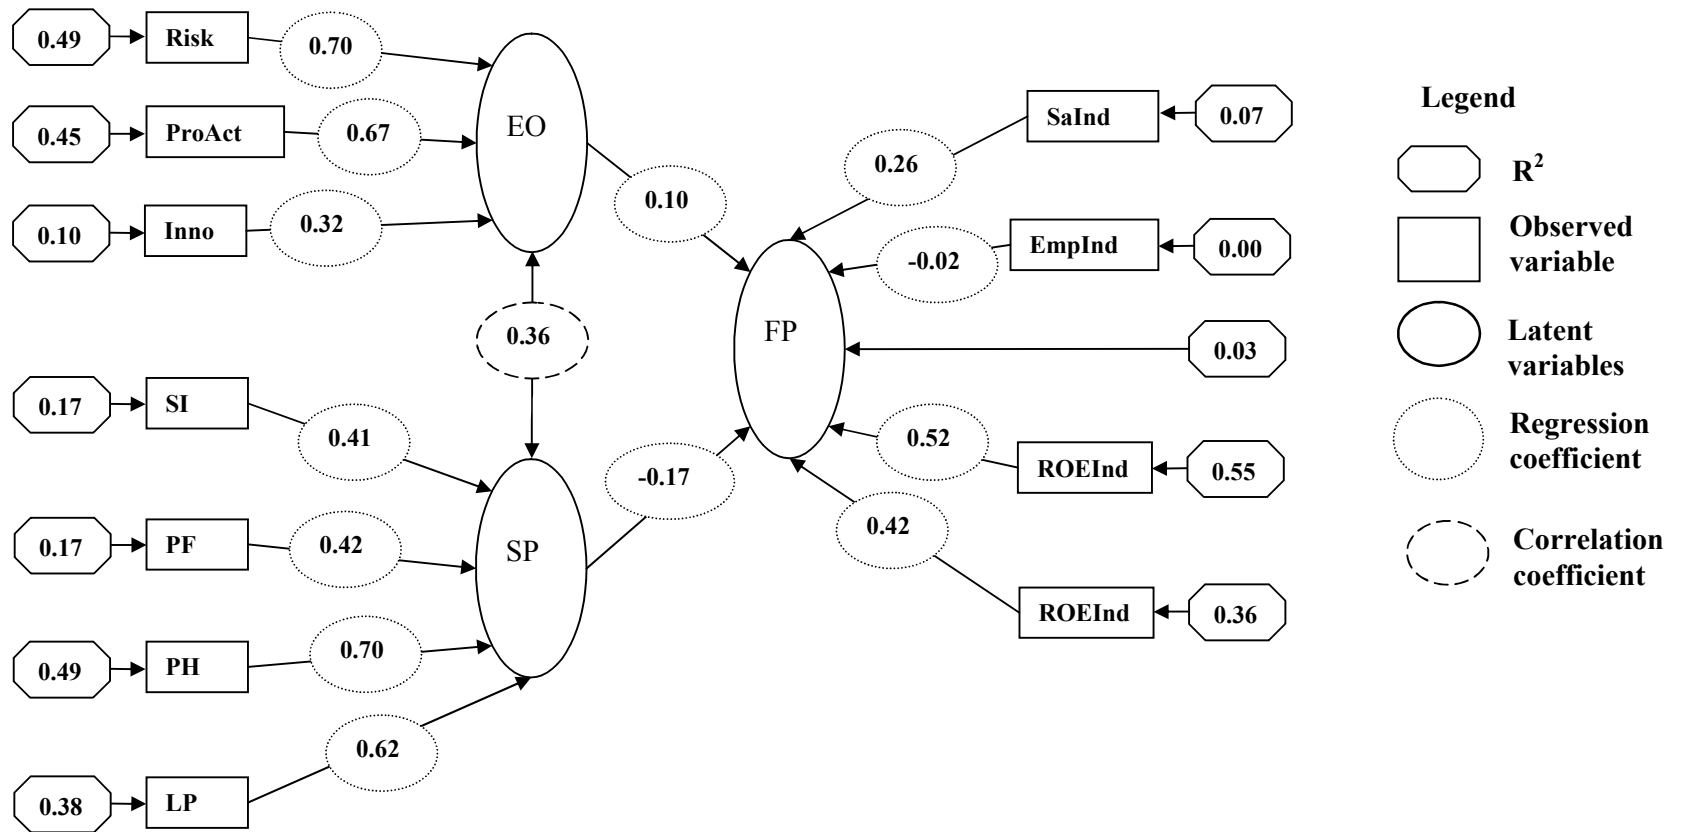 0.49 Risk 0.70
0.45 ProAct 0.67 EO
0.10 Inno 0.32
0.10
0.36
0.17 SI 0.41
0.17 PF 0.42 SP
0.49 PH 0.70
0.38 LP 0.62
-0.17
FP
0.26 SaInd 0.07
-0.02 EmpInd 0.00
0.03
0.52 ROEInd 0.55
0.42 ROEInd 0.36
Legend
R²
Observed
variable
Latent
variables
Regression
coefficient
Correlation
coefficient